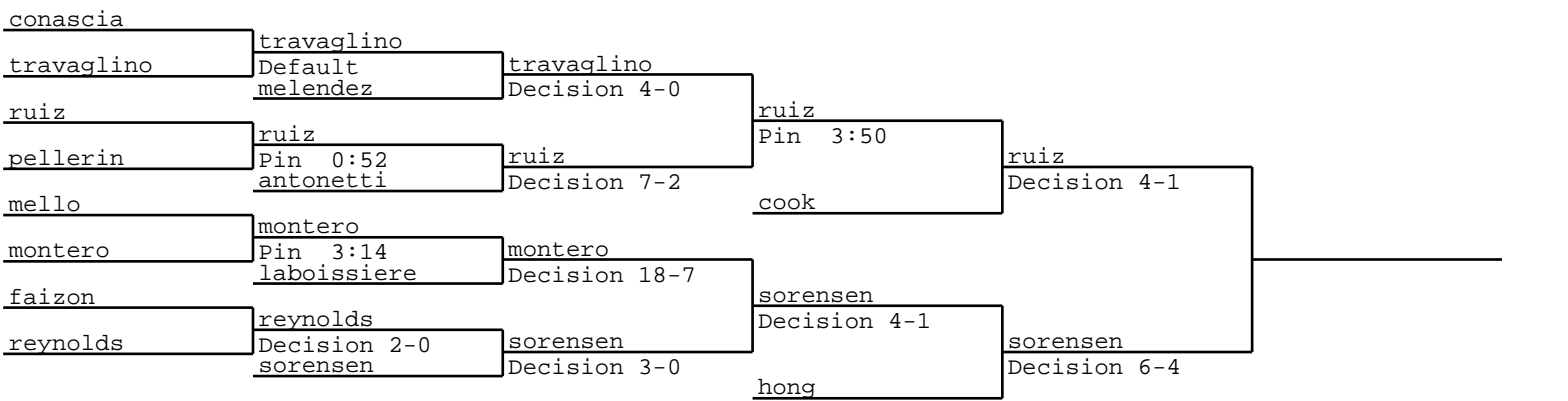 conascia
travaglino
Default
travaglino
melendez
travaglino
Decision 4-0
ruiz
ruiz
Pin 3:50
ruiz
Pin 0:52
pellerin
antonetti
ruiz
Decision 7-2
ruiz
Decision 4-1
mello
cook
montero
Pin 3:14
montero
laboissiere
montero
Decision 18-7
faizon
sorensen
Decision 4-1
reynolds
Decision 2-0
reynolds
sorensen
sorensen
Decision 3-0
sorensen
Decision 6-4
hong